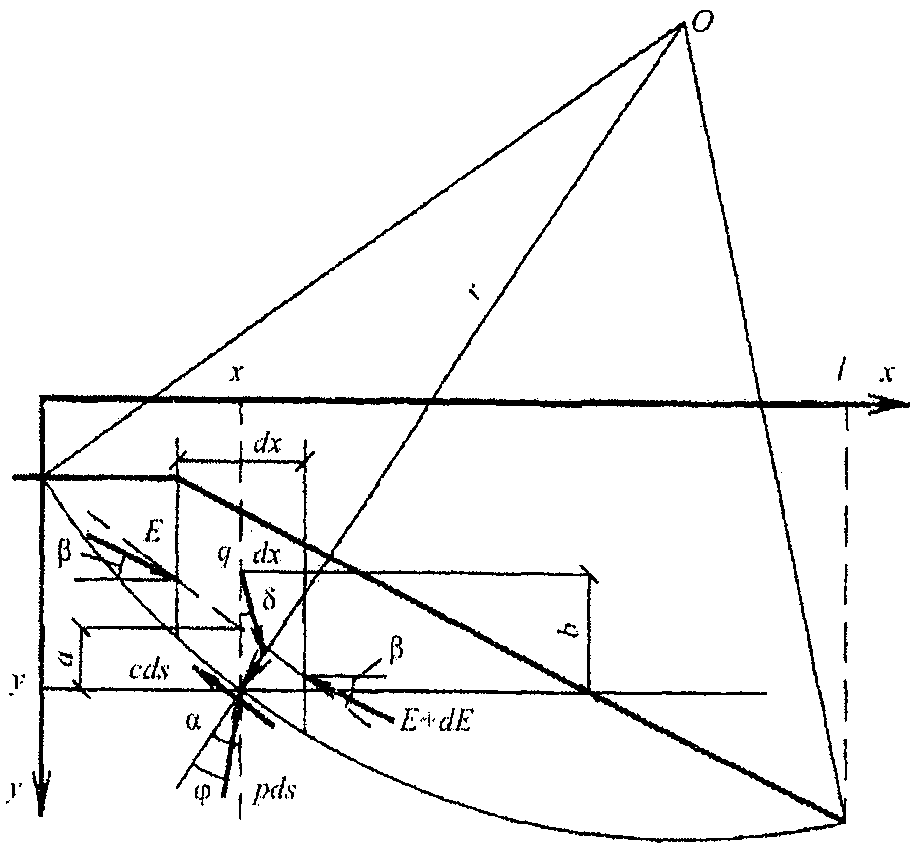 O
r
x
l
x
dx
E
β
q
dx
δ
b
a
β
y
cds
α
E+dE
y
φ
pds